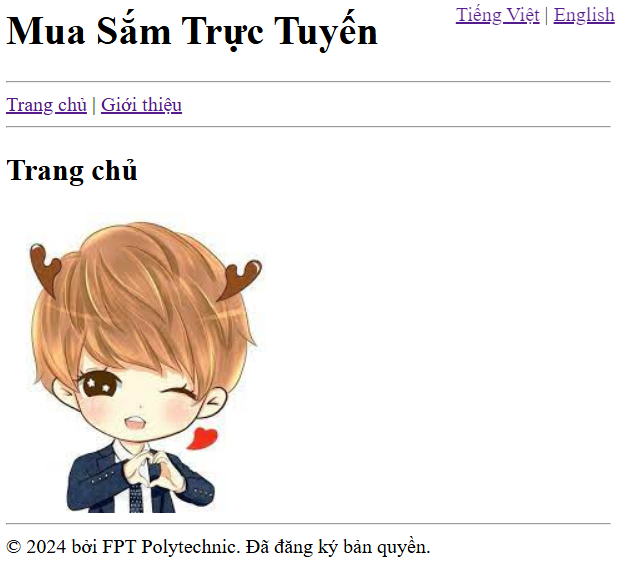 Mua Sắm Trực Tuyến
Tiếng Việt | English
Trang chủ | Giới thiệu
Trang chủ
© 2024 bởi FPT Polytechnic. Đã đăng ký bản quyền.